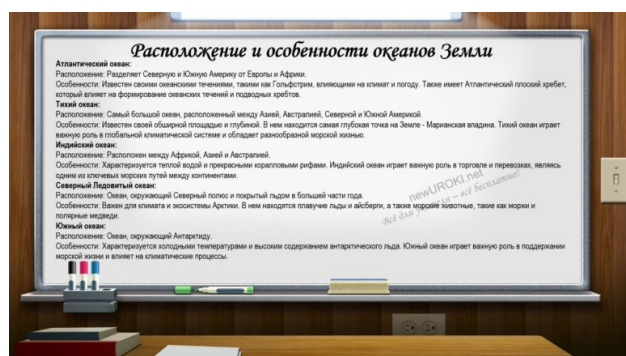 Расположение и особенности океанов Земли
Атлантический океан:
Расположение: Разделяет Северную и Южную Америку от Европы и Африки.
Особенности: Известен своими океанскими течениями, такими как Гольфстрим, влияющими на климат и погоду. Также имеет Атлантический плоский хребет,
который влияет на формирование океанских течений и подводных хребтов.
Тихий океан:
Расположение: Самый большой океан, расположенный между Азией, Австралией, Северной и Южной Америкой.
Особенности: Известен своей обширной площадью и глубиной. В нем находится самая глубокая точка на Земле - Марианская впадина. Тихий океан играет
важную роль в глобальной климатической системе и обладает разнообразной морской жизнью.
Индийский океан:
Расположение: Расположен между Африкой, Азией и Австралией.
Особенности: Характеризуется теплой водой и прекрасными коралловыми рифами. Индийский океан играет важную роль в торговле и перевозках, являясь
одним из ключевых морских путей между континентами.
Северный Ледовитый океан:
Расположение: Океан, окружающий Северный полюс и покрытый льдом в большей части года.
Особенности: Важен для климата и экосистемы Арктики. В нем находятся плавучие льды и айсберги, а также морские животные, такие как моржи и
полярные медведи.
Южный океан:
Расположение: Океан, окружающий Антарктиду.
Особенности: Характеризуется холодными температурами и высоким содержанием антарктического льда. Южный океан играет важную роль в поддержании
морской жизни и влияет на климатические процессы.
newUROKI.net
Всё для учителя – всё бесплатно!